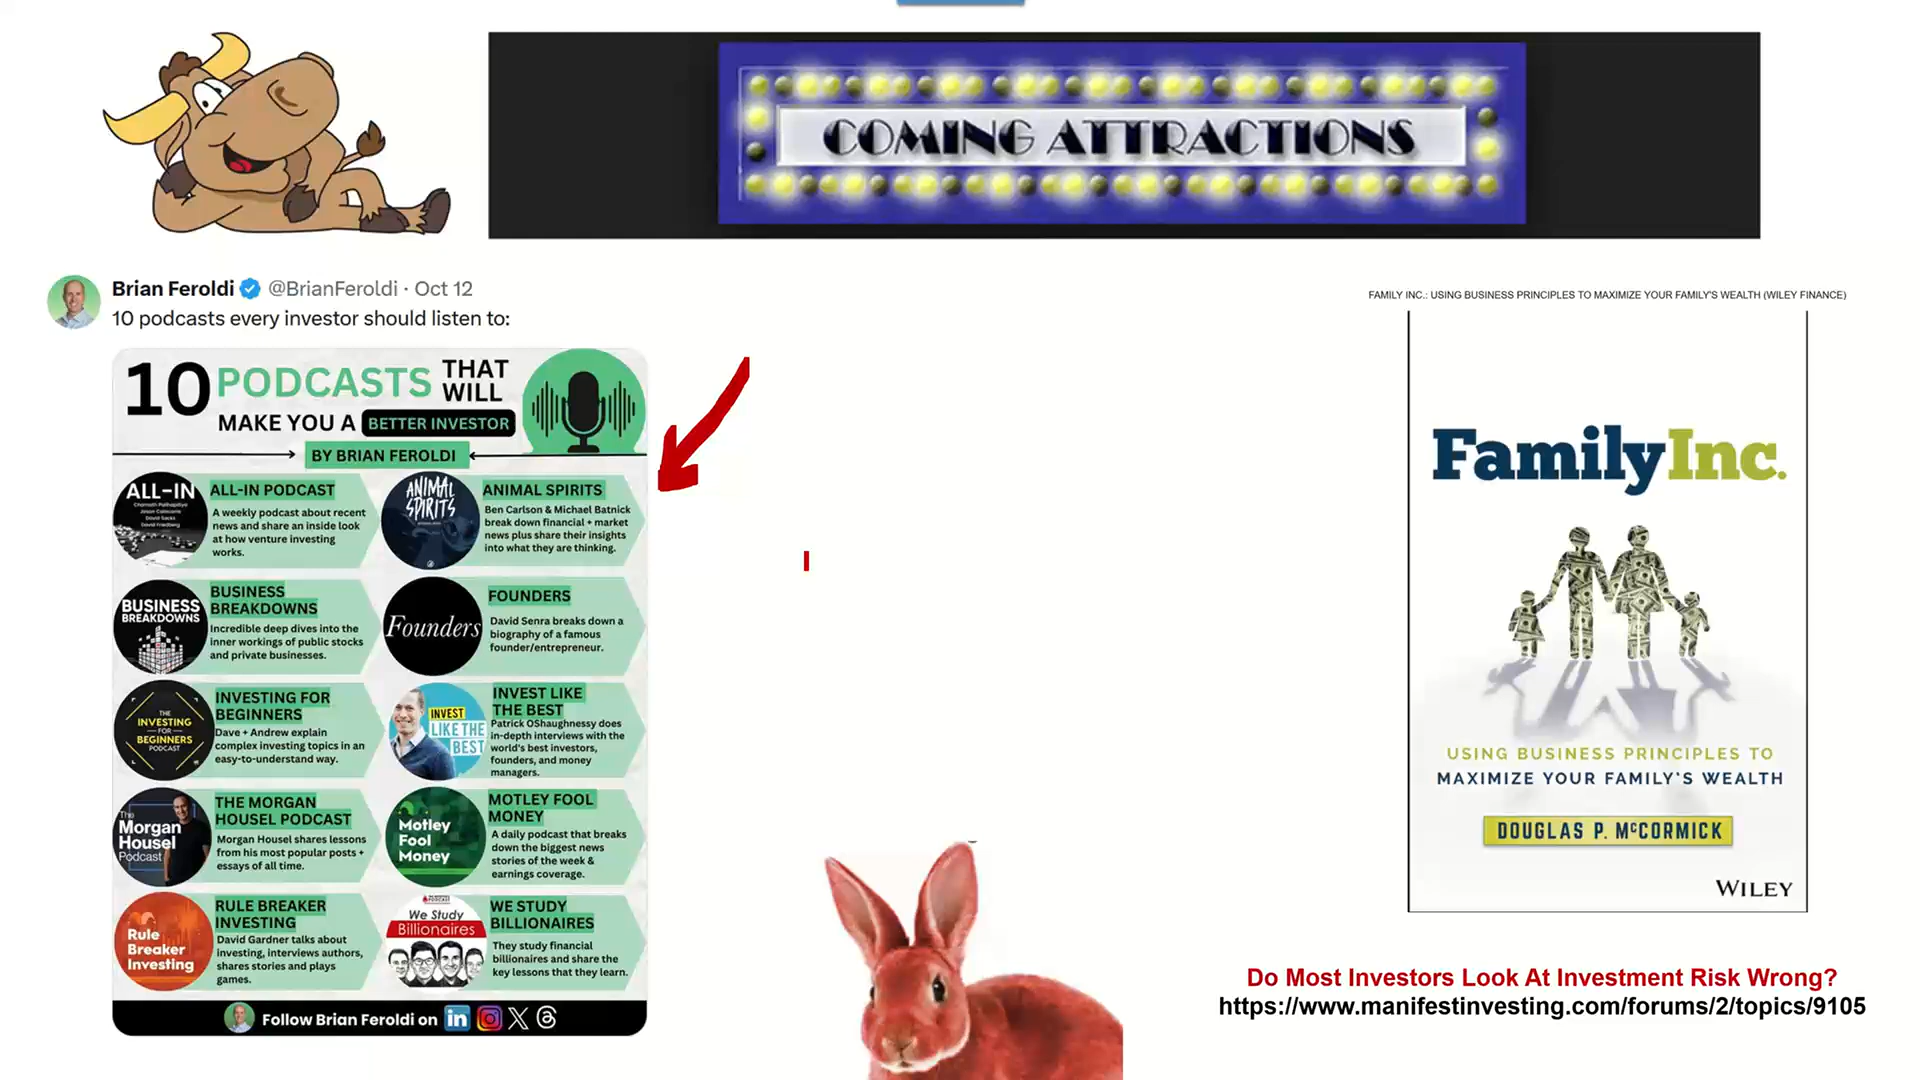 COMING ATTRACTIONS
Brian Feroldi @BrianFeroldi · Oct 12
10 podcasts every investor should listen to:
10 PODCASTS THAT WILL
MAKE YOU A BETTER INVESTOR
BY BRIAN FEROLDI
ALL-IN
Chamath Palihapitiya
Jason Calacanis
David Sacks
David Friedberg
ALL-IN PODCAST
A weekly podcast about recent
news and share an inside look
at how venture investing
works.
ANIMAL
SPIRITS
ANIMAL SPIRITS
Ben Carlson & Michael Batnick
break down financial + market
news plus share their insights
into what they are thinking.
BUSINESS
BREAKDOWNS
BUSINESS
BREAKDOWNS
Incredible deep dives into the
inner workings of public stocks
and private businesses.
Founders
FOUNDERS
David Senra breaks down a
biography of a famous
founder/entrepreneur.
THE
INVESTING
FOR
BEGINNERS
PODCAST
INVESTING FOR
BEGINNERS
Dave + Andrew explain
complex investing topics in an
easy-to-understand way.
INVEST
LIKE THE
BEST
INVEST LIKE
THE BEST
Patrick OShaughnessy does
in-depth interviews with the
world's best investors,
founders, and money
managers.
The
Morgan
Housel
Podcast
THE MORGAN
HOUSEL PODCAST
Morgan Housel shares lessons
from his most popular posts +
essays of all time.
Motley
Fool
Money
MOTLEY FOOL
MONEY
A daily podcast that breaks
down the biggest news
stories of the week &
earnings coverage.
Rule
Breaker
Investing
RULE BREAKER
INVESTING
David Gardner talks about
investing, interviews authors,
shares stories and plays
games.
We Study
Billionaires
WE STUDY
BILLIONAIRES
They study financial
billionaires and share the
key lessons that they learn.
Follow Brian Feroldi on
FAMILY INC.: USING BUSINESS PRINCIPLES TO MAXIMIZE YOUR FAMILY'S WEALTH (WILEY FINANCE)
FamilyInc.
USING BUSINESS PRINCIPLES TO
MAXIMIZE YOUR FAMILY'S WEALTH
DOUGLAS P. McCORMICK
WILEY
Do Most Investors Look At Investment Risk Wrong?
https://www.manifestinvesting.com/forums/2/topics/9105